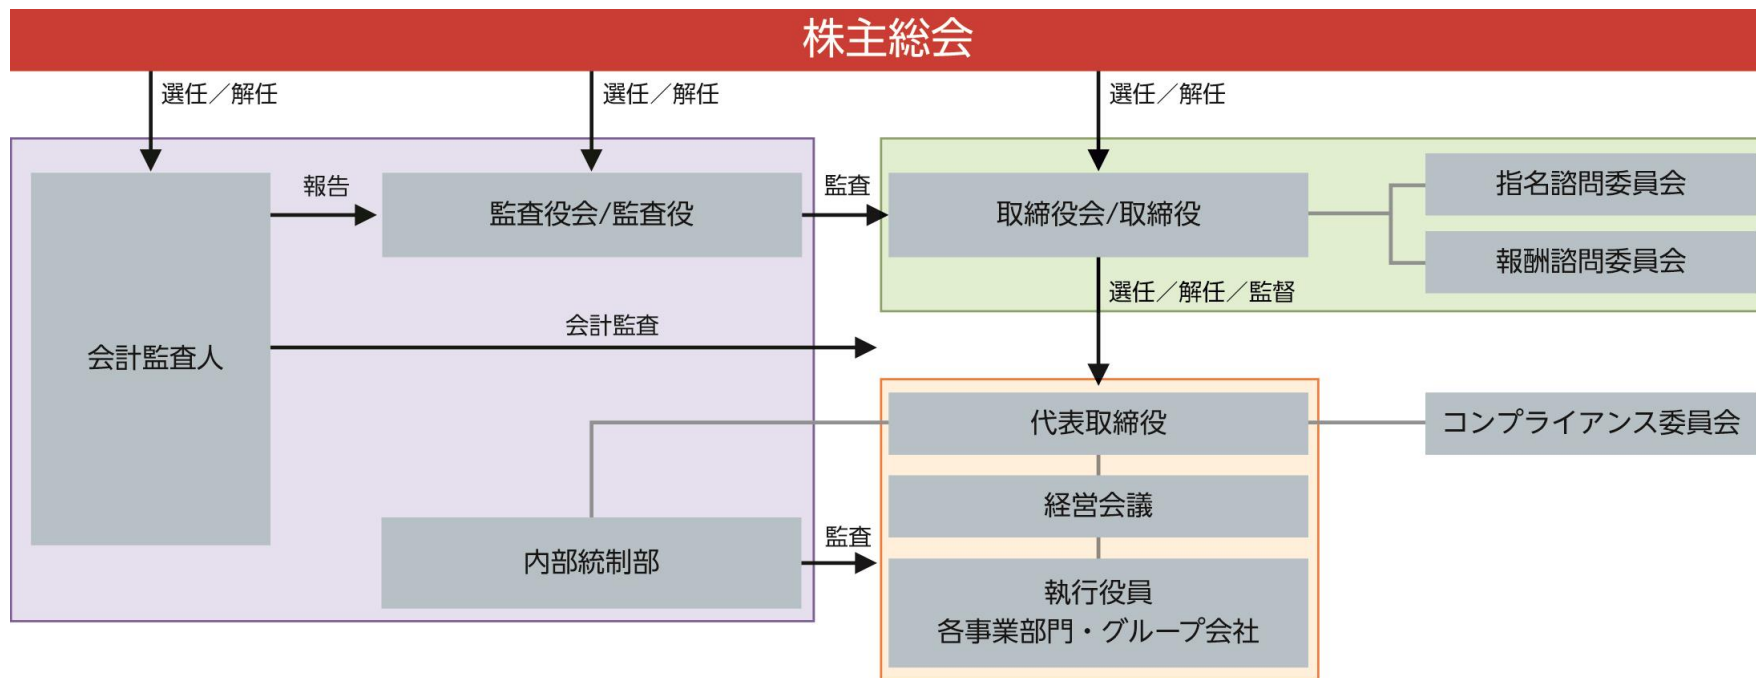 株主総会
選任／解任
選任／解任
選任／解任
会計監査人
報告
監査役会/監査役
監査
取締役会/取締役
指名諮問委員会
報酬諮問委員会
選任／解任／監督
会計監査
代表取締役
コンプライアンス委員会
経営会議
内部統制部
監査
執行役員
各事業部門・グループ会社